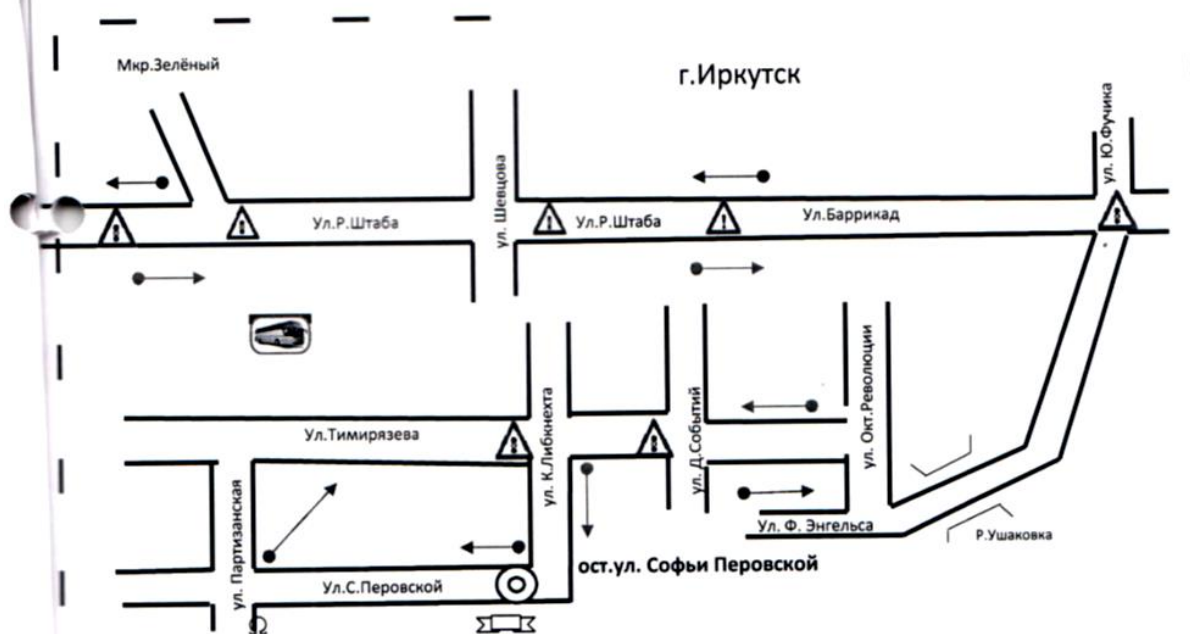 Мкр.Зелёный
г.Иркутск
ул. Ю.Фучика
ул. Шевцова
Ул.Р.Штаба
Ул.Р.Штаба
Ул.Баррикад
ул. Окт.Революции
ул. К.Либкнехта
ул. Д.Событий
Ул.Тимирязева
ул. Партизанская
Ул. Ф. Энгельса
Р.Ушаковка
ост.ул. Софьи Перовской
Ул.С.Перовской